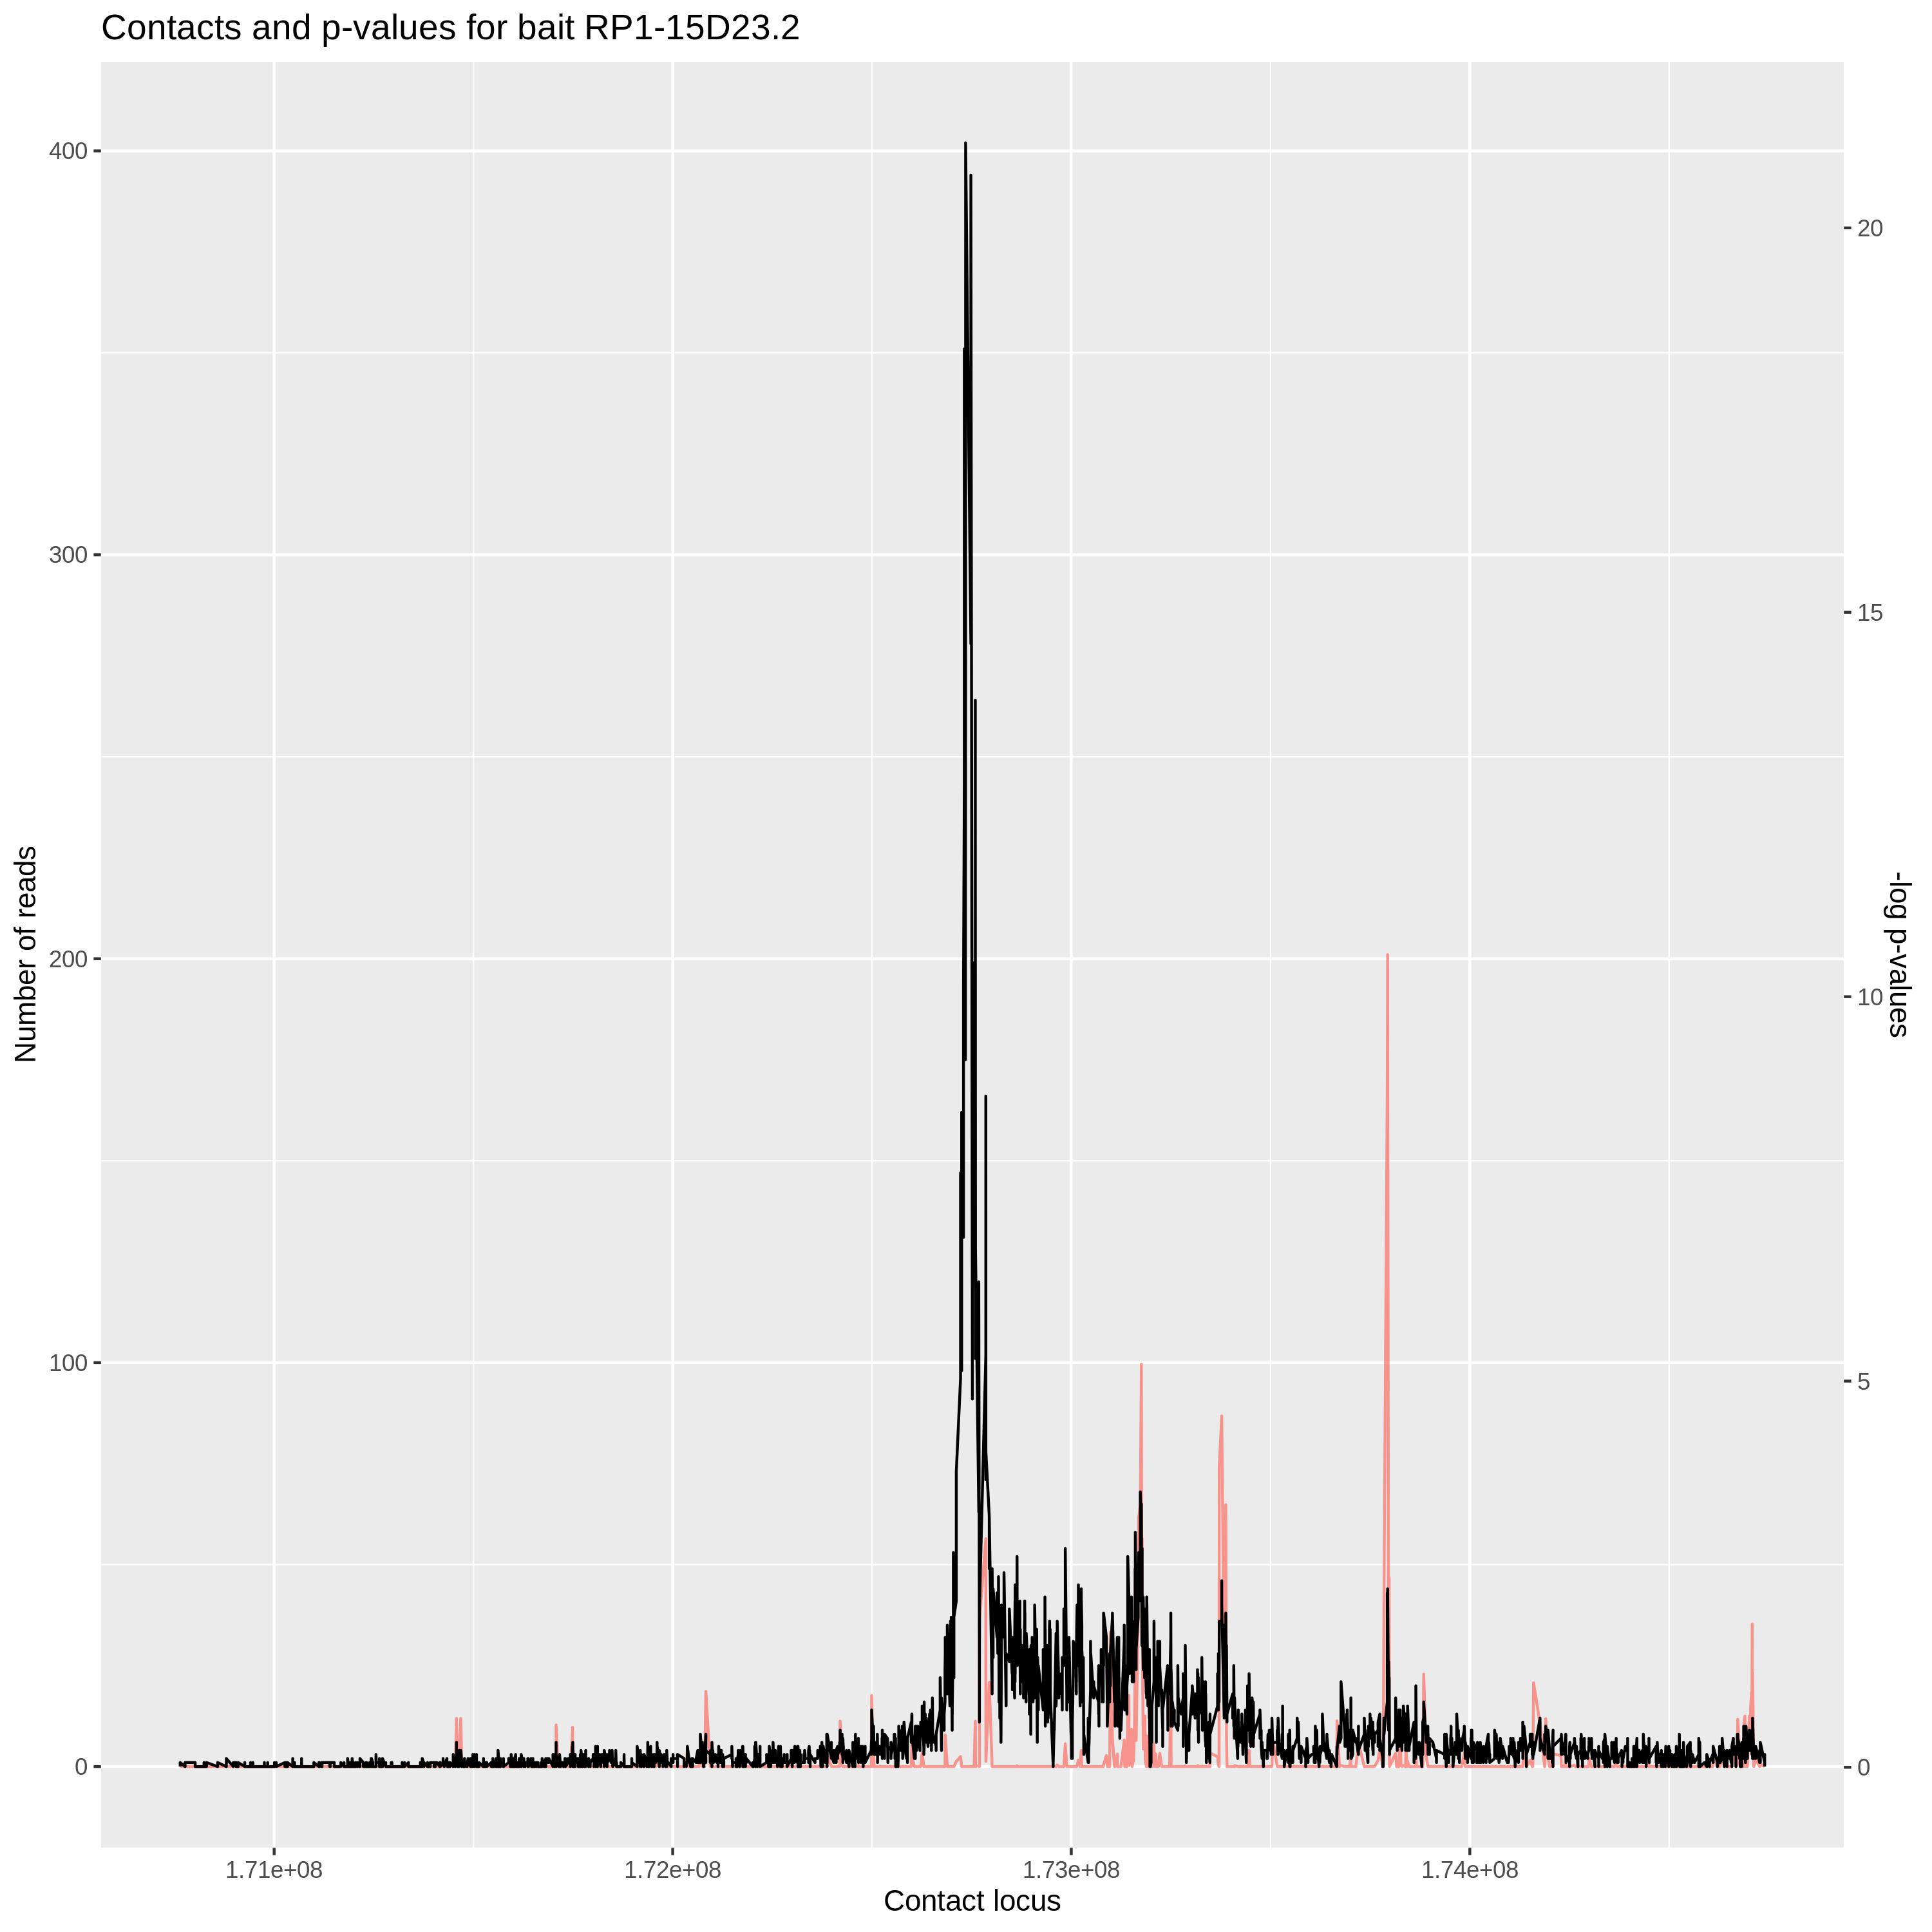 Contacts and p-values for bait RP1-15D23.2
400
300
200
100
0
Number of reads
20
15
10
5
0
-log p-values
1.71e+08
1.72e+08
1.73e+08
1.74e+08
Contact locus